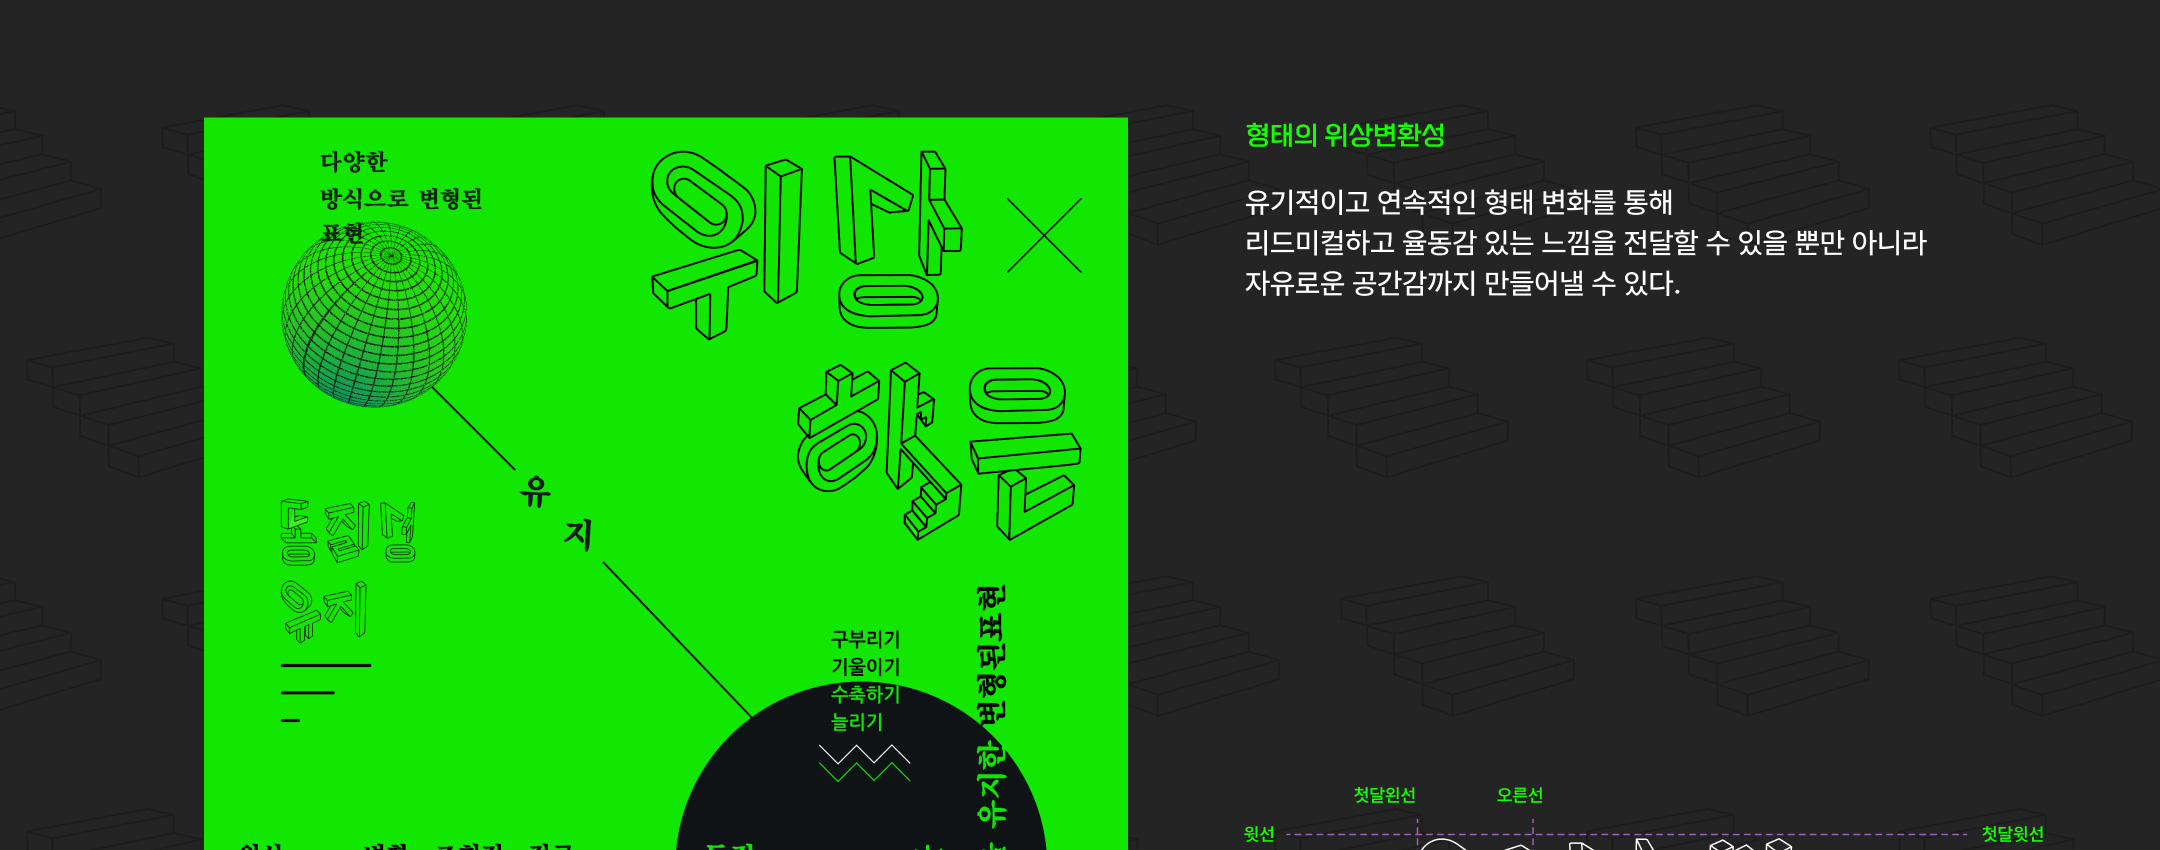 다양한
방식으로 변형된
표현
위상
학은
유
지
동질성
유지
구부리기
기울이기
수축하기
늘리기
유지한 변형된표현
형태의 위상변환성
유기적이고 연속적인 형태 변화를 통해
리드미컬하고 율동감 있는 느낌을 전달할 수 있을 뿐만 아니라
자유로운 공간감까지 만들어낼 수 있다.
첫달왼선 오른선
윗선 첫달윗선